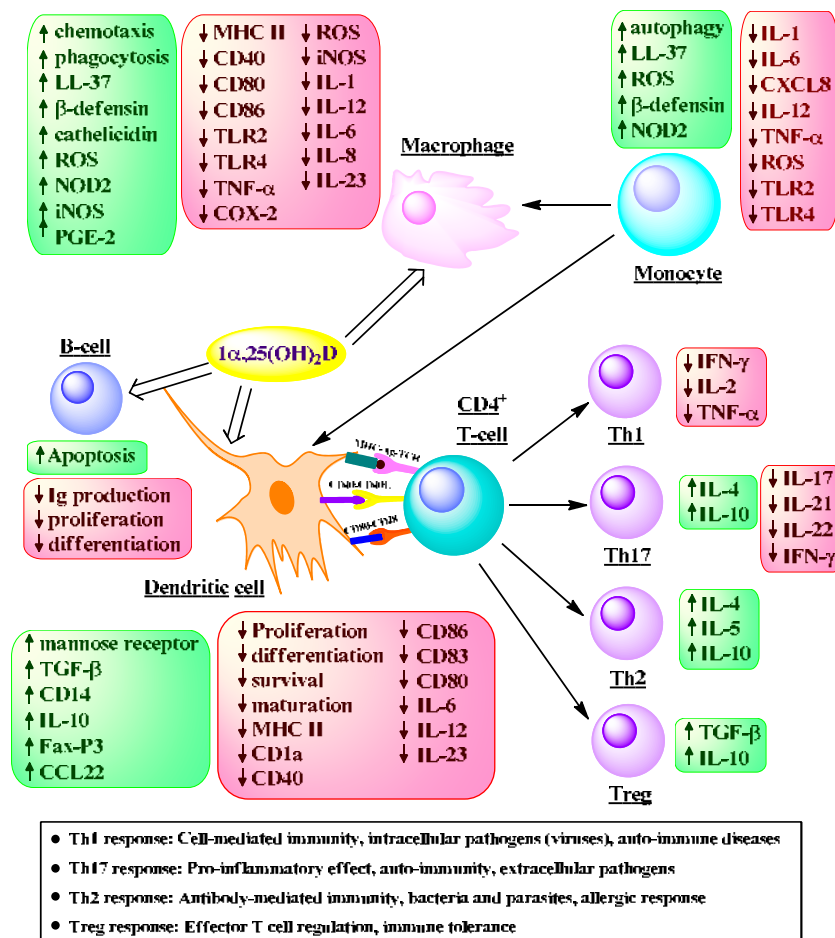 ↑ chemotaxis
↑ phagocytosis
↑ LL-37
↑ β-defensin
↑ cathelicidin
↑ ROS
↑ NOD2
↑ iNOS
↑ PGE-2
↓ MHC II
↓ CD40
↓ CD80
↓ CD86
↓ TLR2
↓ TLR4
↓ TNF-α
↓ COX-2
↓ ROS
↓ iNOS
↓ IL-1
↓ IL-12
↓ IL-6
↓ IL-8
↓ IL-23
Macrophage
↑ autophagy
↑ LL-37
↑ ROS
↑ β-defensin
↑ NOD2
↓ IL-1
↓ IL-6
↓ CXCL8
↓ IL-12
↓ TNF-α
↓ ROS
↓ TLR2
↓ TLR4
Monocyte
1α,25(OH)₂D
B-cell
↑ Apoptosis
↓ Ig production
↓ proliferation
↓ differentiation
Dendritic cell
CD4⁺
T-cell
Th1
↓ IFN-γ
↓ IL-2
↓ TNF-α
Th17
↑ IL-4
↑ IL-10
↓ IL-17
↓ IL-21
↓ IL-22
↓ IFN-γ
Th2
↑ IL-4
↑ IL-5
↑ IL-10
Treg
↑ TGF-β
↑ IL-10
↑ mannose receptor
↑ TGF-β
↑ CD14
↑ IL-10
↑ Fax-P3
↑ CCL22
↓ Proliferation
↓ differentiation
↓ survival
↓ maturation
↓ MHC II
↓ CD1a
↓ CD40
↓ CD86
↓ CD83
↓ CD80
↓ IL-6
↓ IL-12
↓ IL-23
● Th1 response: Cell-mediated immunity, intracellular pathogens (viruses), auto-immune diseases
● Th17 response: Pro-inflammatory effect, auto-immunity, extracellular pathogens
● Th2 response: Antibody-mediated immunity, bacteria and parasites, allergic response
● Treg response: Effector T cell regulation, immune tolerance